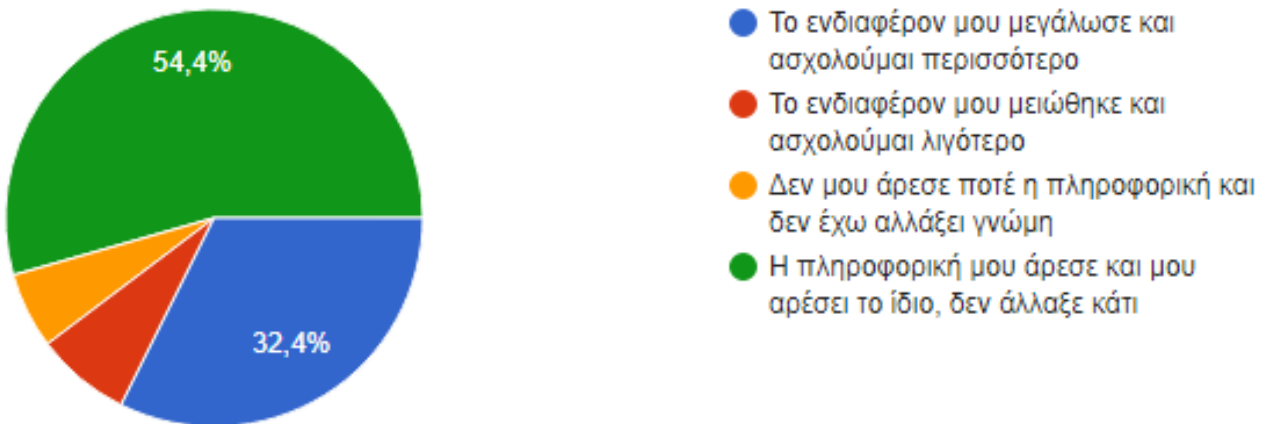 54,4%
32,4%
Το ενδιαφέρον μου μεγάλωσε και
ασχολούμαι περισσότερο
Το ενδιαφέρον μου μειώθηκε και
ασχολούμαι λιγότερο
Δεν μου άρεσε ποτέ η πληροφορική και
δεν έχω αλλάξει γνώμη
Η πληροφορική μου άρεσε και μου
αρέσει το ίδιο, δεν άλλαξε κάτι